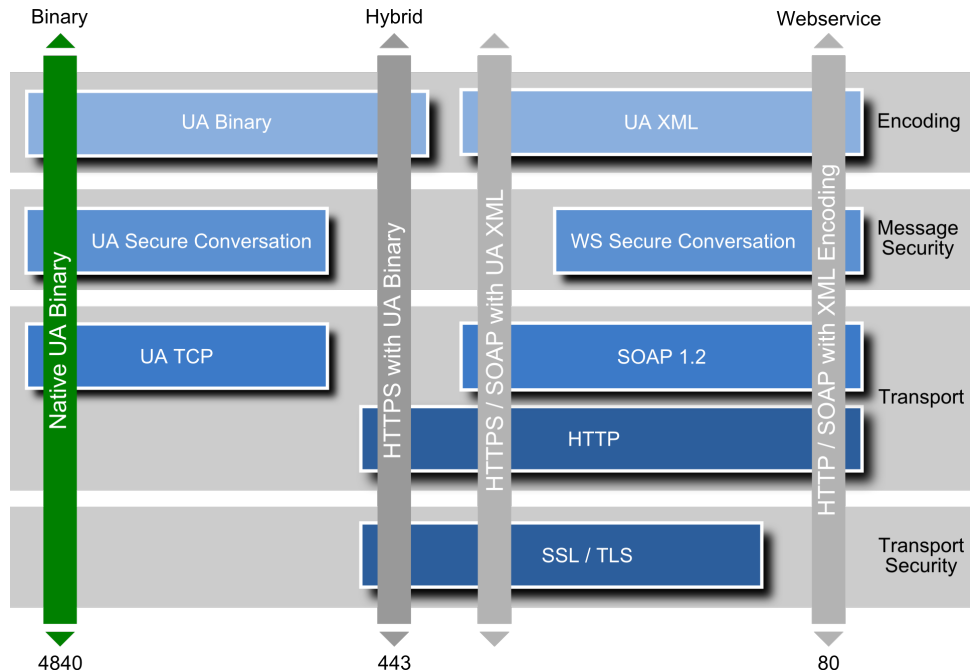 Binary
Hybrid
Webservice
UA Binary
UA XML
Encoding
UA Secure Conversation
WS Secure Conversation
Message
Security
UA TCP
SOAP 1.2
HTTP
Transport
SSL / TLS
Transport
Security
Native UA Binary
HTTPS with UA Binary
HTTPS / SOAP with UA XML
HTTP / SOAP with XML Encoding
4840
443
80